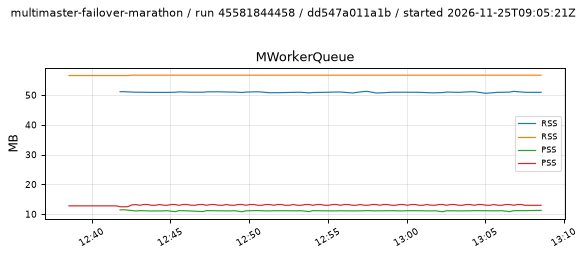 multimaster-failover-marathon / run 45581844458 / dd547a011a1b / started 2026-11-25T09:05:21Z
MWorkerQueue
MB
50
40
30
20
10
RSS
RSS
PSS
PSS
12:40
12:45
12:50
12:55
13:00
13:05
13:10